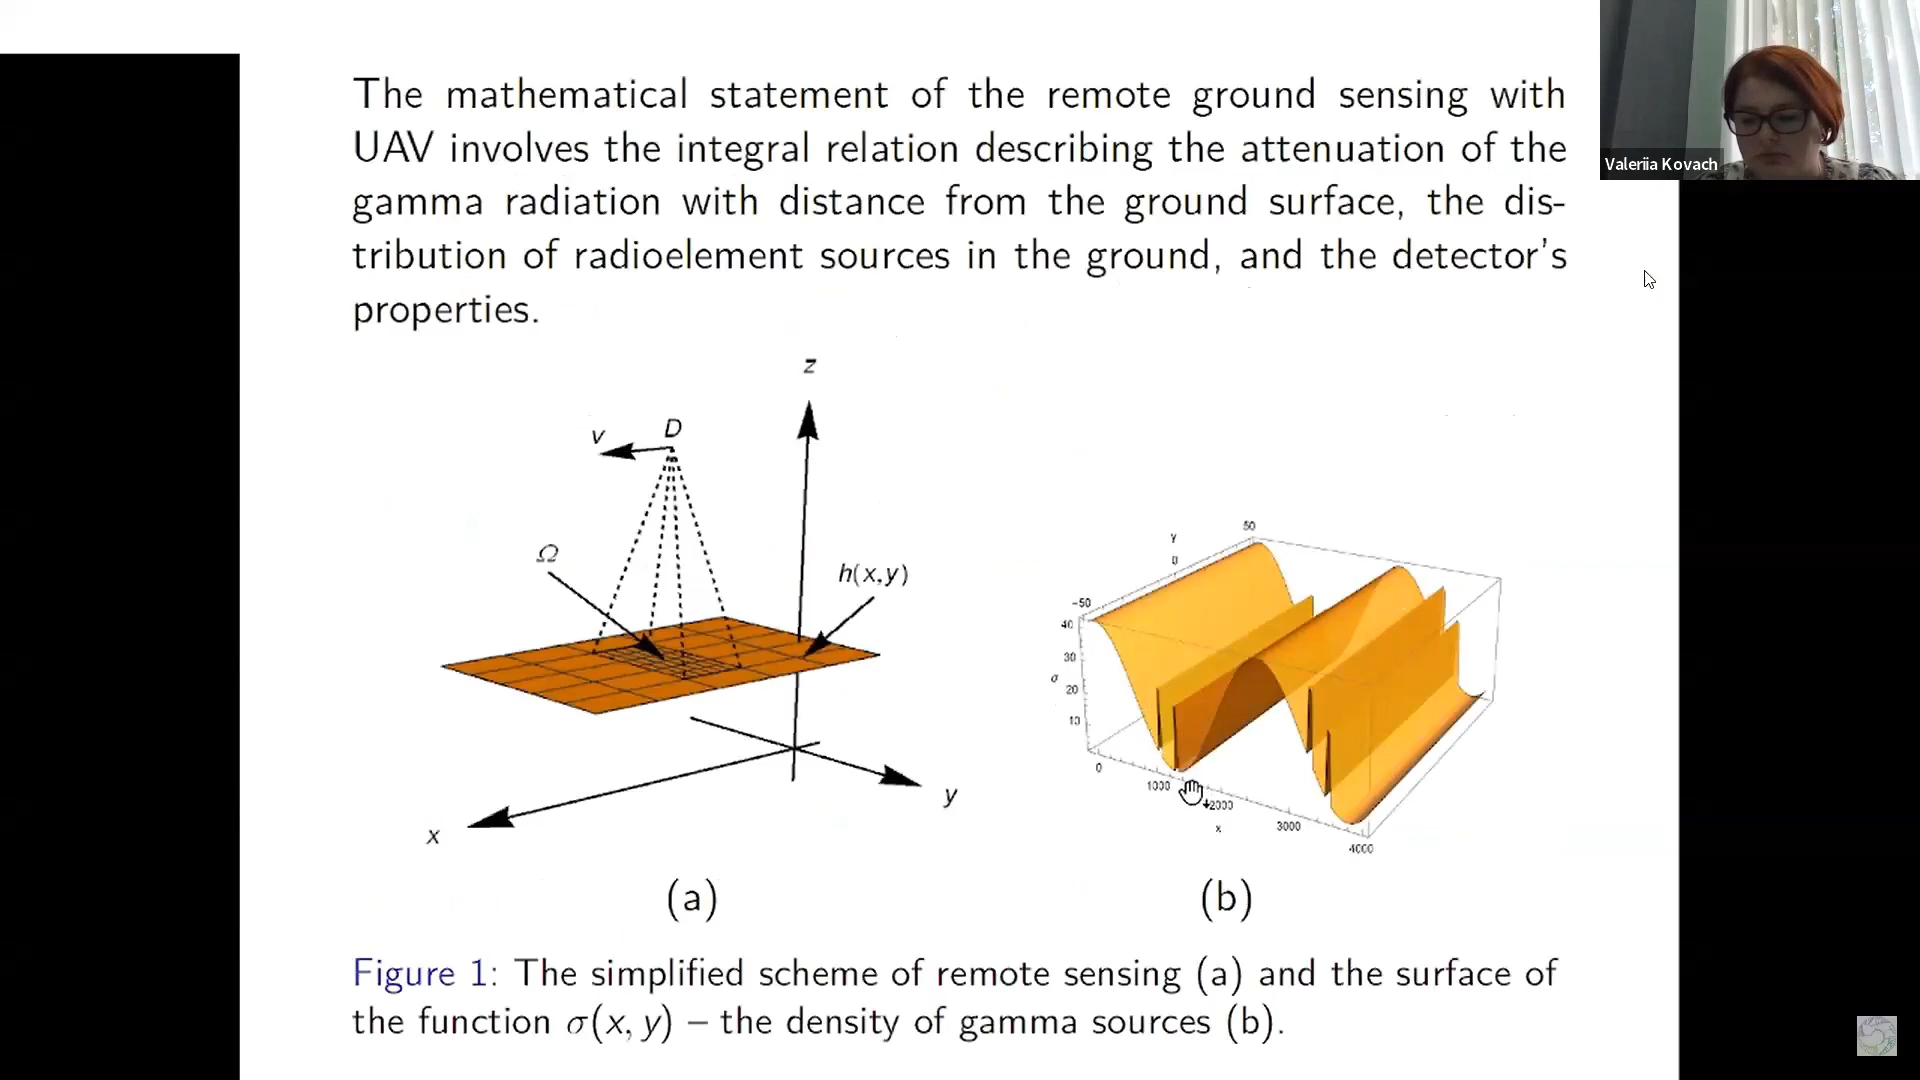 The mathematical statement of the remote ground sensing with
UAV involves the integral relation describing the attenuation of the
gamma radiation with distance from the ground surface, the dis-
tribution of radioelement sources in the ground, and the detector's
properties.
Valeriia Kovach
z
v
D
Ω
h(x,y)
y
x
(a)
50
y
0
-50
40
30
σ
20
10
0
1000
2000
x
3000
4000
(b)
Figure 1: The simplified scheme of remote sensing (a) and the surface of
the function σ(x, y) – the density of gamma sources (b).